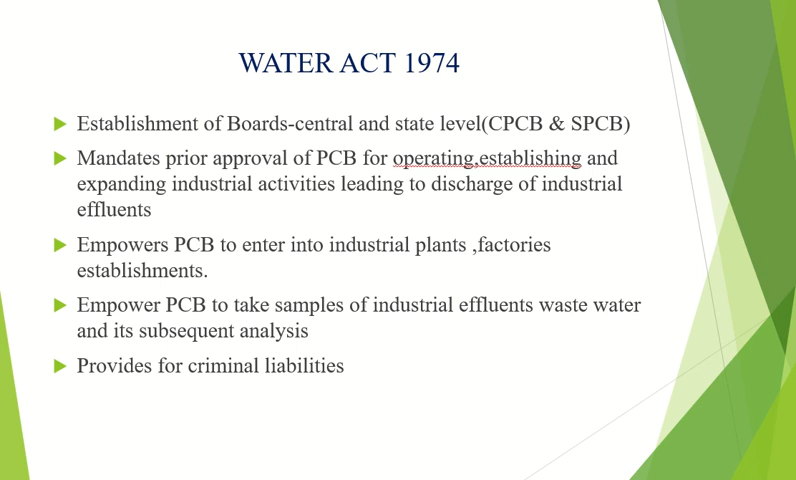 WATER ACT 1974
Establishment of Boards-central and state level(CPCB & SPCB)
Mandates prior approval of PCB for operating,establishing and
expanding industrial activities leading to discharge of industrial
effluents
Empowers PCB to enter into industrial plants ,factories
establishments.
Empower PCB to take samples of industrial effluents waste water
and its subsequent analysis
Provides for criminal liabilities